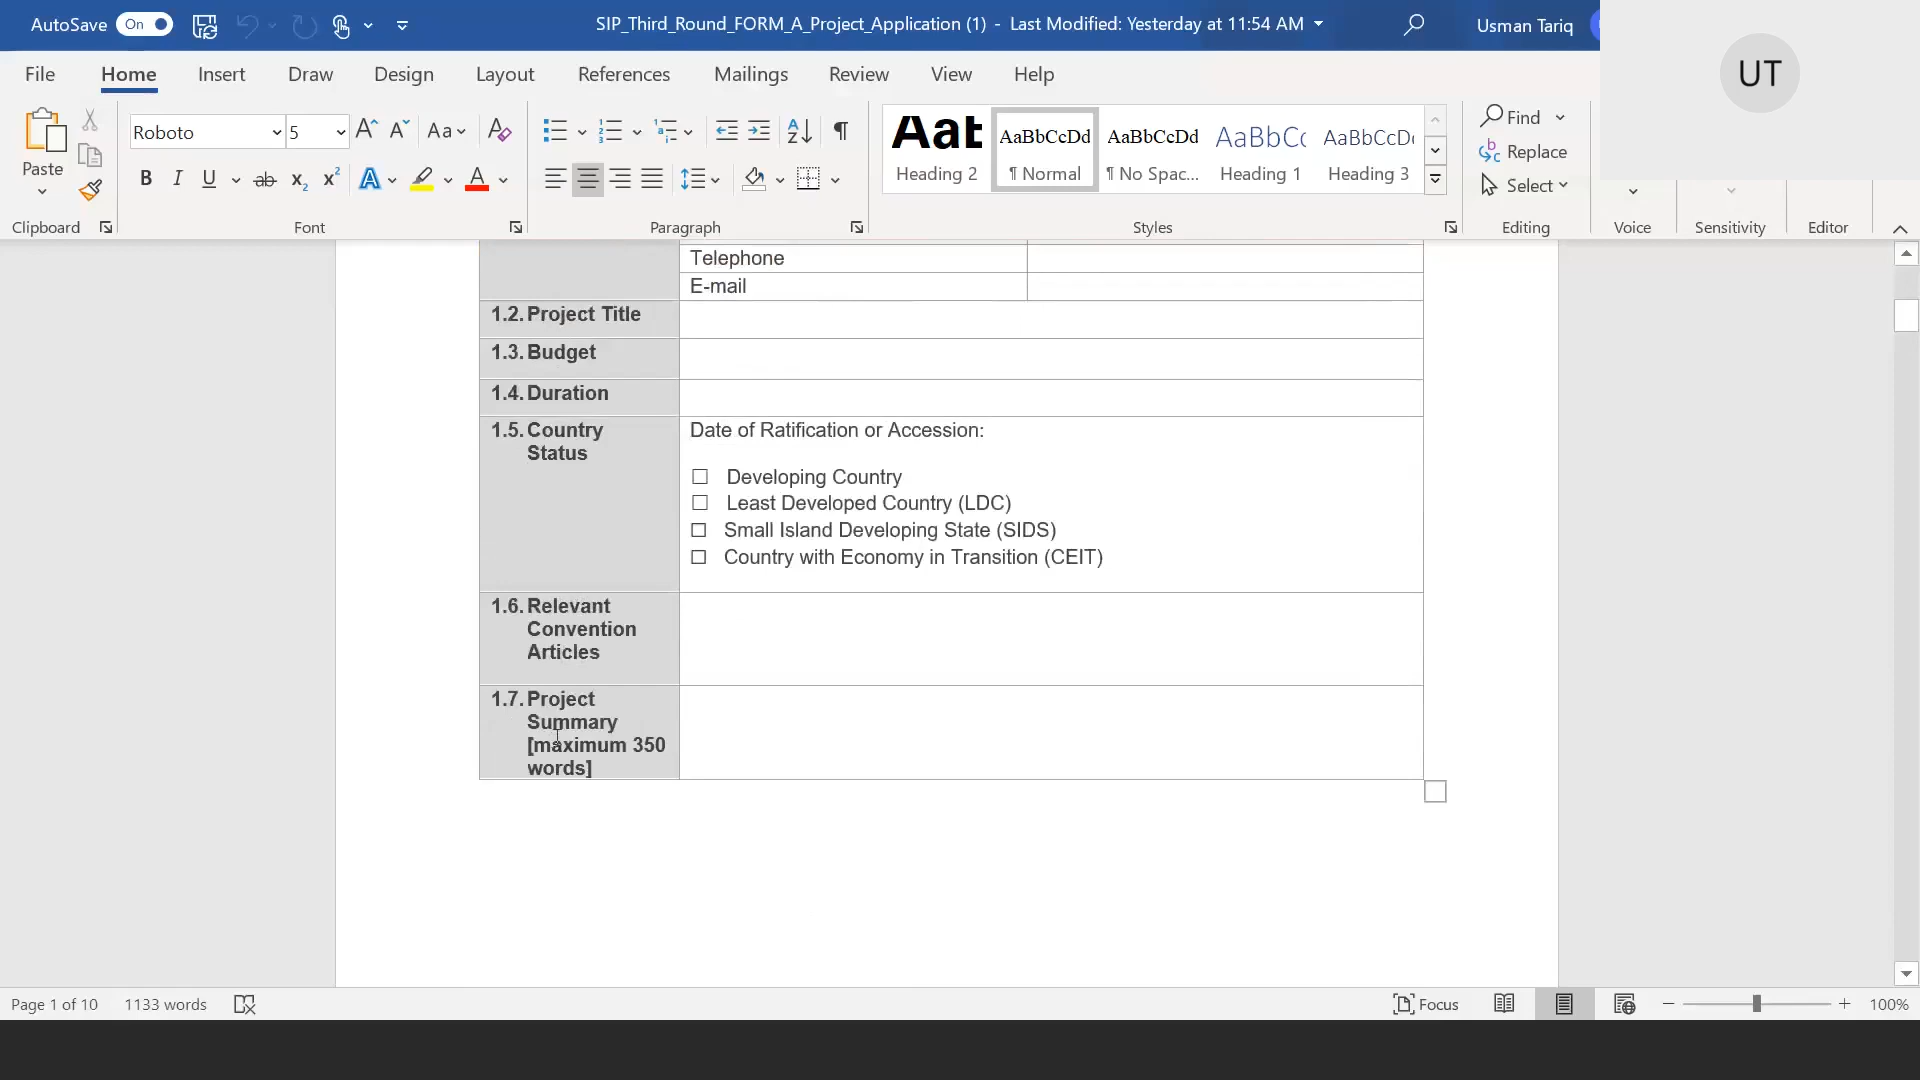 AutoSave On SIP_Third_Round_FORM_A_Project_Application (1) - Last Modified: Yesterday at 11:54 AM Usman Tariq
UT
File Home Insert Draw Design Layout References Mailings Review View Help
Paste
Roboto 5 Aa
B I U ab x2 x2 A A
AaB AaBbCcDd AaBbCcDd AaBbCc AaBbCcD
Heading 2 ¶ Normal ¶ No Spac... Heading 1 Heading 3
Find
Replace
Select
Clipboard Font Paragraph Styles Editing Voice Sensitivity Editor
Telephone
E-mail
1.2. Project Title
1.3. Budget
1.4. Duration
1.5. Country
Status
Date of Ratification or Accession:
☐ Developing Country
☐ Least Developed Country (LDC)
☐ Small Island Developing State (SIDS)
☐ Country with Economy in Transition (CEIT)
1.6. Relevant
Convention
Articles
1.7. Project
Summary
[maximum 350
words]
Page 1 of 10 1133 words Focus 100%